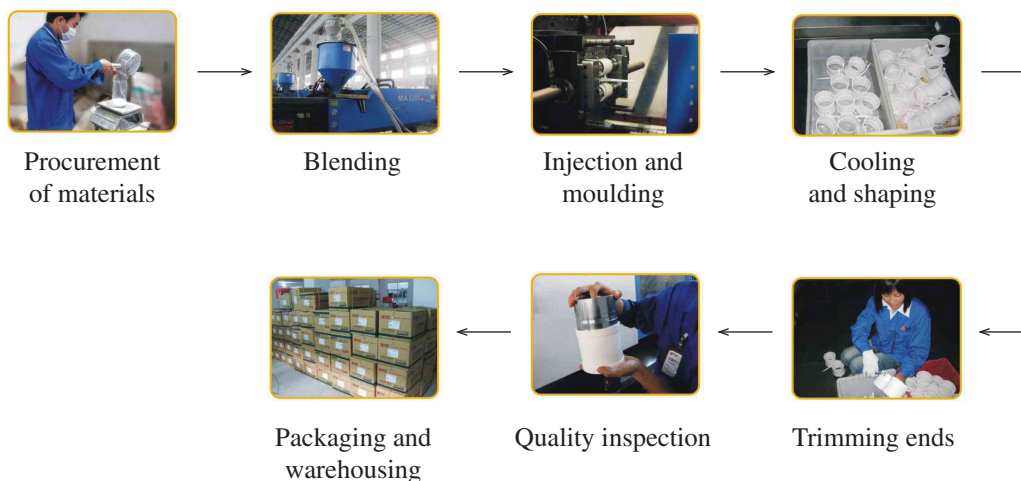 Procurement
of materials
Blending
Injection and
moulding
Cooling
and shaping
Packaging and
warehousing
Quality inspection
Trimming ends